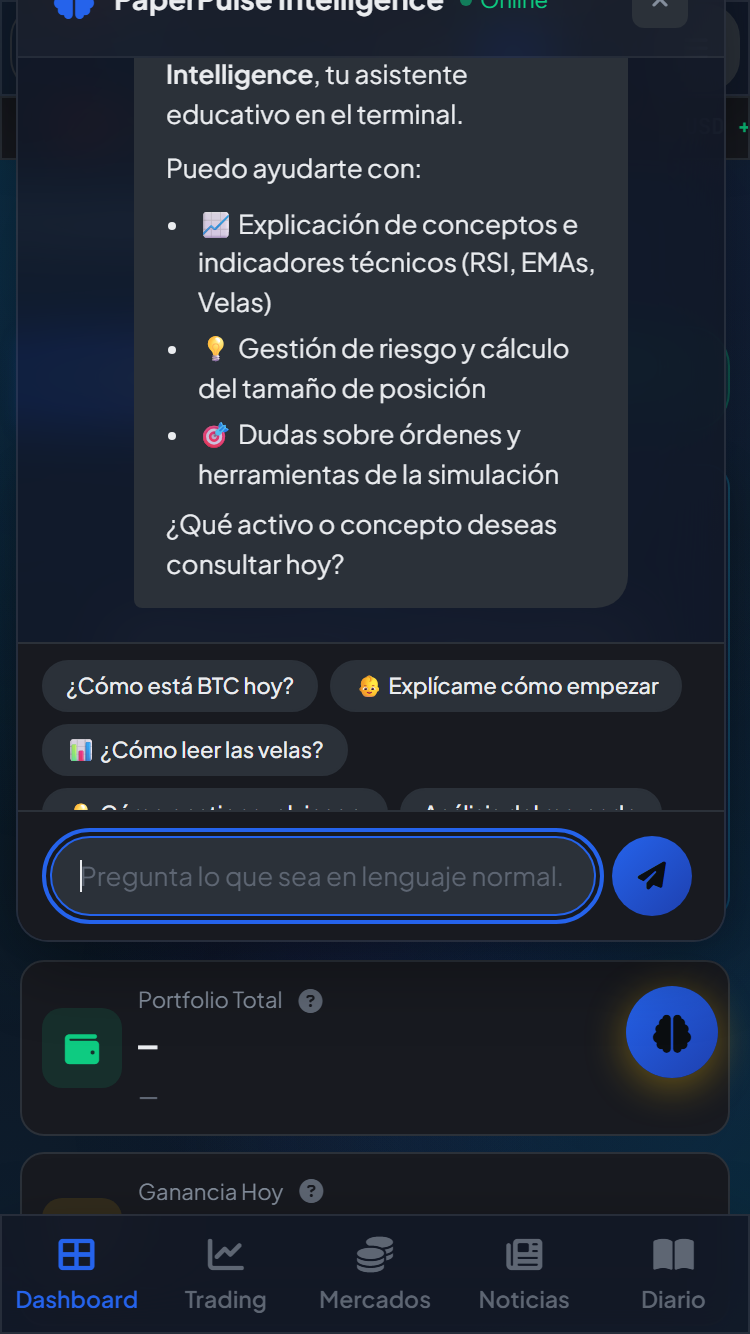 PaperPulse Intelligence Online
Intelligence, tu asistente
educativo en el terminal.
Puedo ayudarte con:
• 📈 Explicación de conceptos e
indicadores técnicos (RSI, EMAs,
Velas)
• 💡 Gestión de riesgo y cálculo
del tamaño de posición
• 🎯 Dudas sobre órdenes y
herramientas de la simulación
¿Qué activo o concepto deseas
consultar hoy?
¿Cómo está BTC hoy?
👶 Explícame cómo empezar
📊 ¿Cómo leer las velas?
Pregunta lo que sea en lenguaje normal.
Portfolio Total ?
—
—
Ganancia Hoy ?
Dashboard
Trading
Mercados
Noticias
Diario